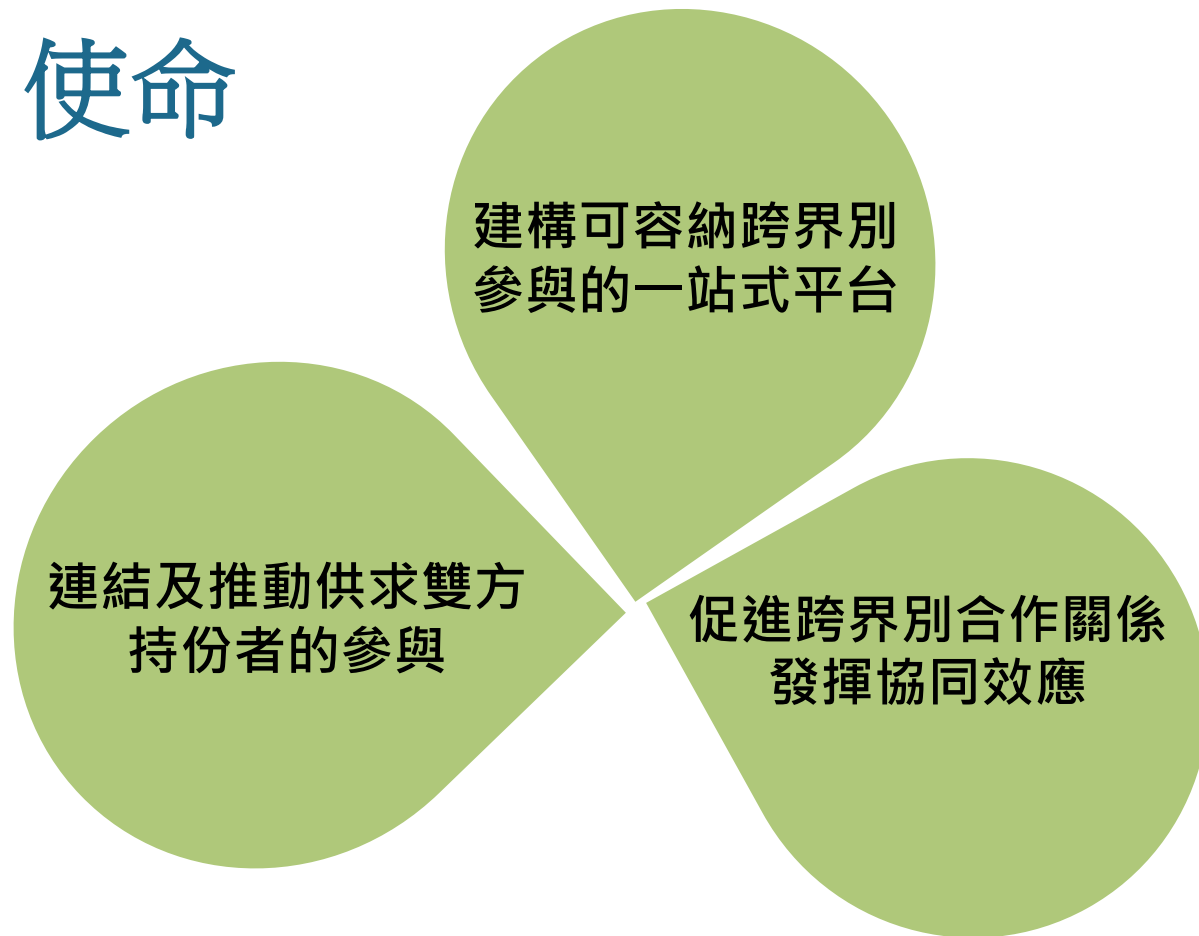 使命
建構可容納跨界別
參與的一站式平台
連結及推動供求雙方
持份者的參與
促進跨界別合作關係
發揮協同效應